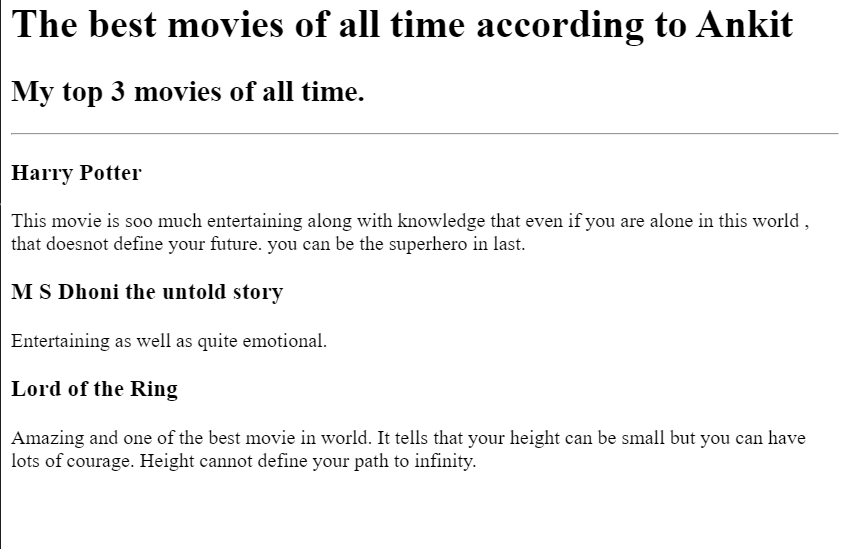 The best movies of all time according to Ankit
My top 3 movies of all time.
Harry Potter
This movie is soo much entertaining along with knowledge that even if you are alone in this world ,
that doesnot define your future. you can be the superhero in last.
M S Dhoni the untold story
Entertaining as well as quite emotional.
Lord of the Ring
Amazing and one of the best movie in world. It tells that your height can be small but you can have
lots of courage. Height cannot define your path to infinity.